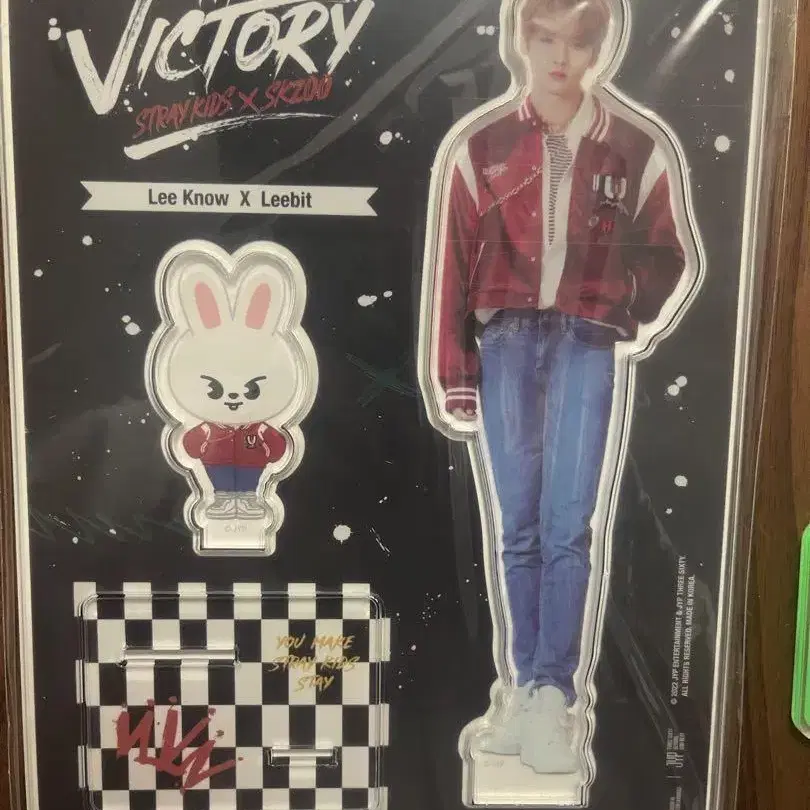 VICTORY
STRAY KIDS X SKZOO
Lee Know X Leebit
YOU MAKE
STRAY KIDS
STAY
© 2022 JYP ENTERTAINMENT & JYP THREE SIXTY.
ALL RIGHTS RESERVED. MADE IN KOREA.